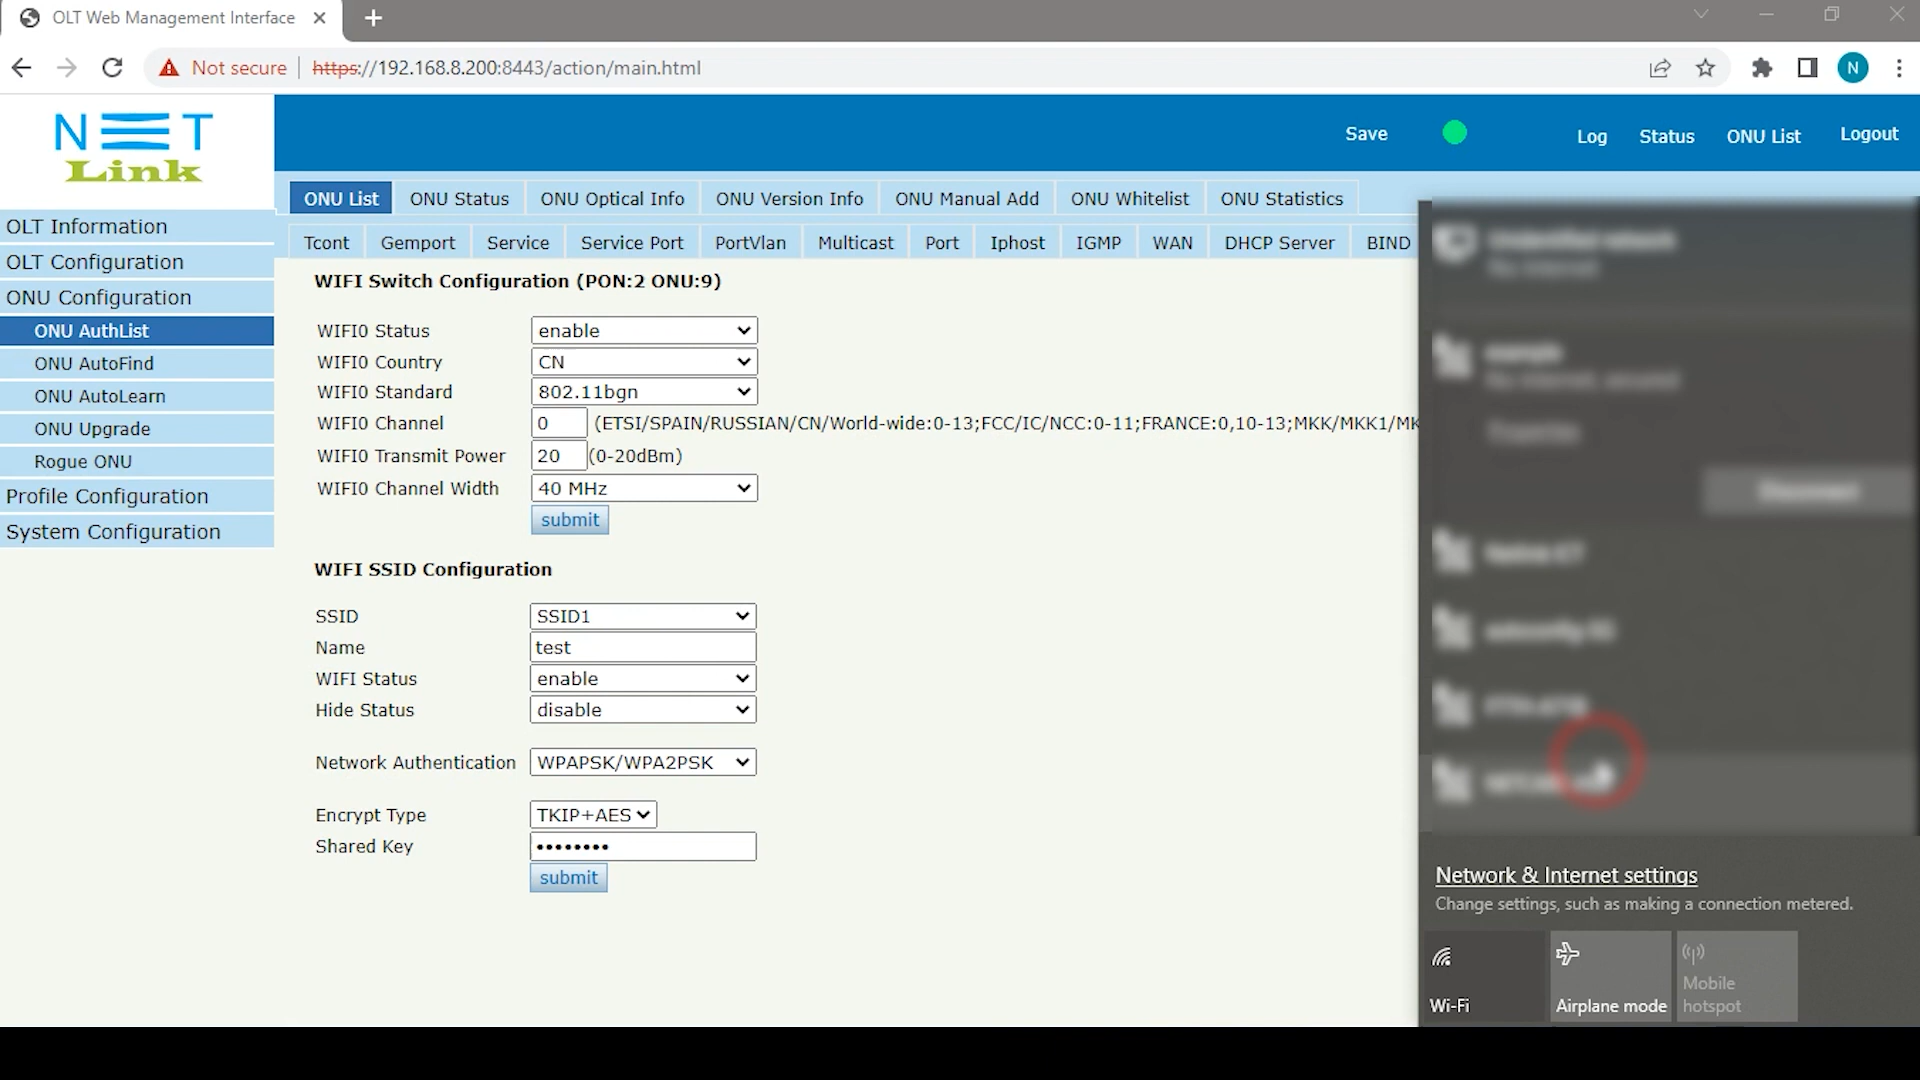 OLT Web Management Interface
Not secure
https://192.168.8.200:8443/action/main.html
N
NET
Link
Save
Log
Status
ONU List
Logout
OLT Information
OLT Configuration
ONU Configuration
ONU AuthList
ONU AutoFind
ONU AutoLearn
ONU Upgrade
Rogue ONU
Profile Configuration
System Configuration
ONU List ONU Status ONU Optical Info ONU Version Info ONU Manual Add ONU Whitelist ONU Statistics
Tcont Gemport Service Service Port PortVlan Multicast Port Iphost IGMP WAN DHCP Server BIND
WIFI Switch Configuration (PON:2 ONU:9)
WIFI0 Status enable
WIFI0 Country CN
WIFI0 Standard 802.11bgn
WIFI0 Channel 0 (ETSI/SPAIN/RUSSIAN/CN/World-wide:0-13;FCC/IC/NCC:0-11;FRANCE:0,10-13;MKK/MKK1/MK
WIFI0 Transmit Power 20 (0-20dBm)
WIFI0 Channel Width 40 MHz
submit
WIFI SSID Configuration
SSID SSID1
Name test
WIFI Status enable
Hide Status disable
Network Authentication WPAPSK/WPA2PSK
Encrypt Type TKIP+AES
Shared Key ••••••••
submit
Network & Internet settings
Change settings, such as making a connection metered.
Wi-Fi
Airplane mode
Mobile
hotspot